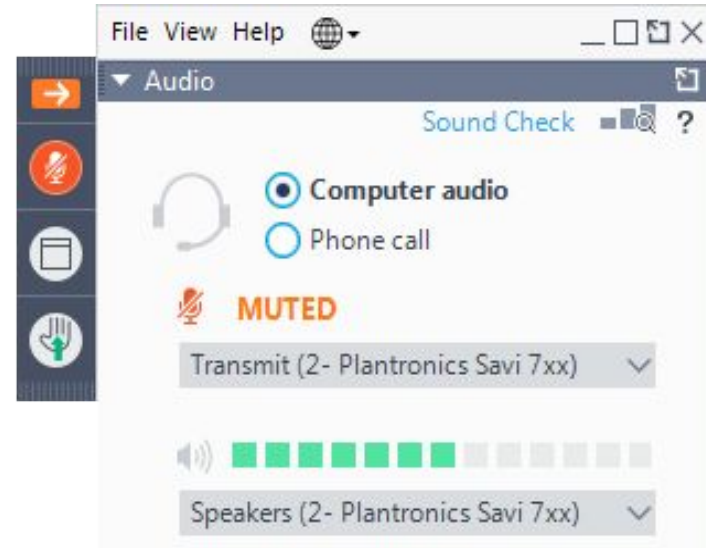 File View Help
Audio
Sound Check ?
Computer audio
Phone call
MUTED
Transmit (2- Plantronics Savi 7xx)
Speakers (2- Plantronics Savi 7xx)